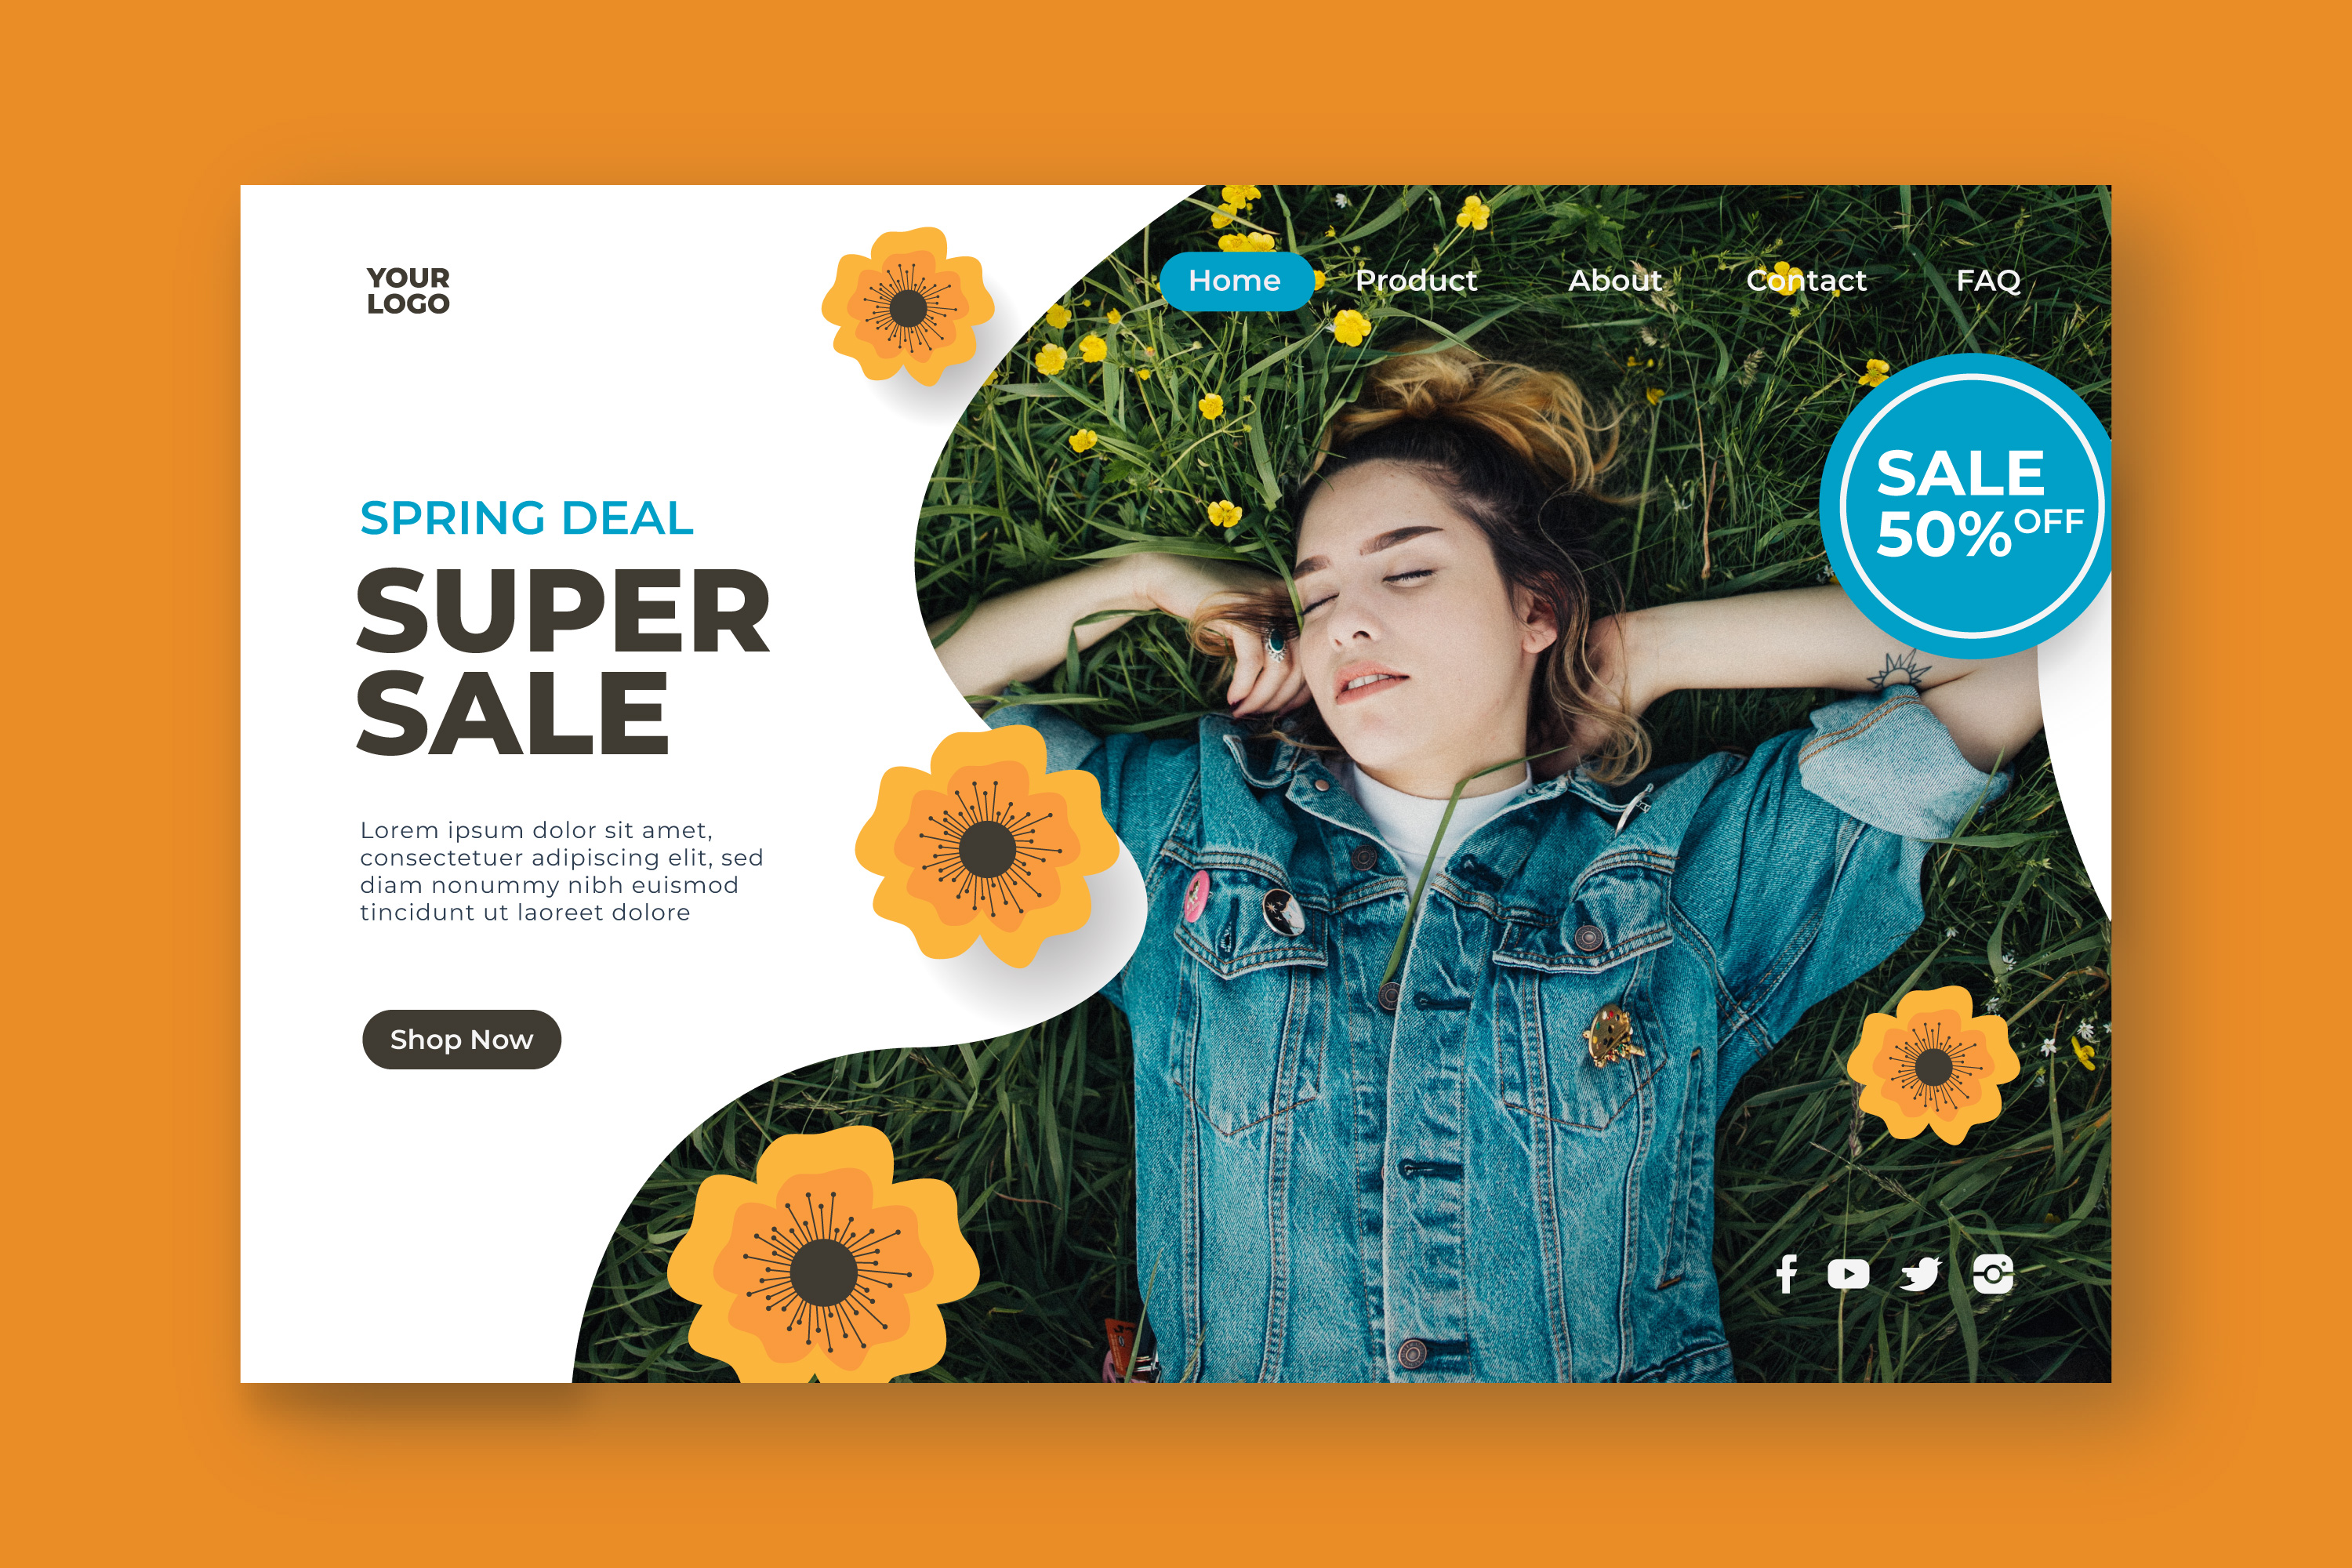 YOUR
LOGO
Home Product About Contact FAQ
SALE
50% OFF
SPRING DEAL
SUPER
SALE
Lorem ipsum dolor sit amet,
consectetuer adipiscing elit, sed
diam nonummy nibh euismod
tincidunt ut laoreet dolore
Shop Now